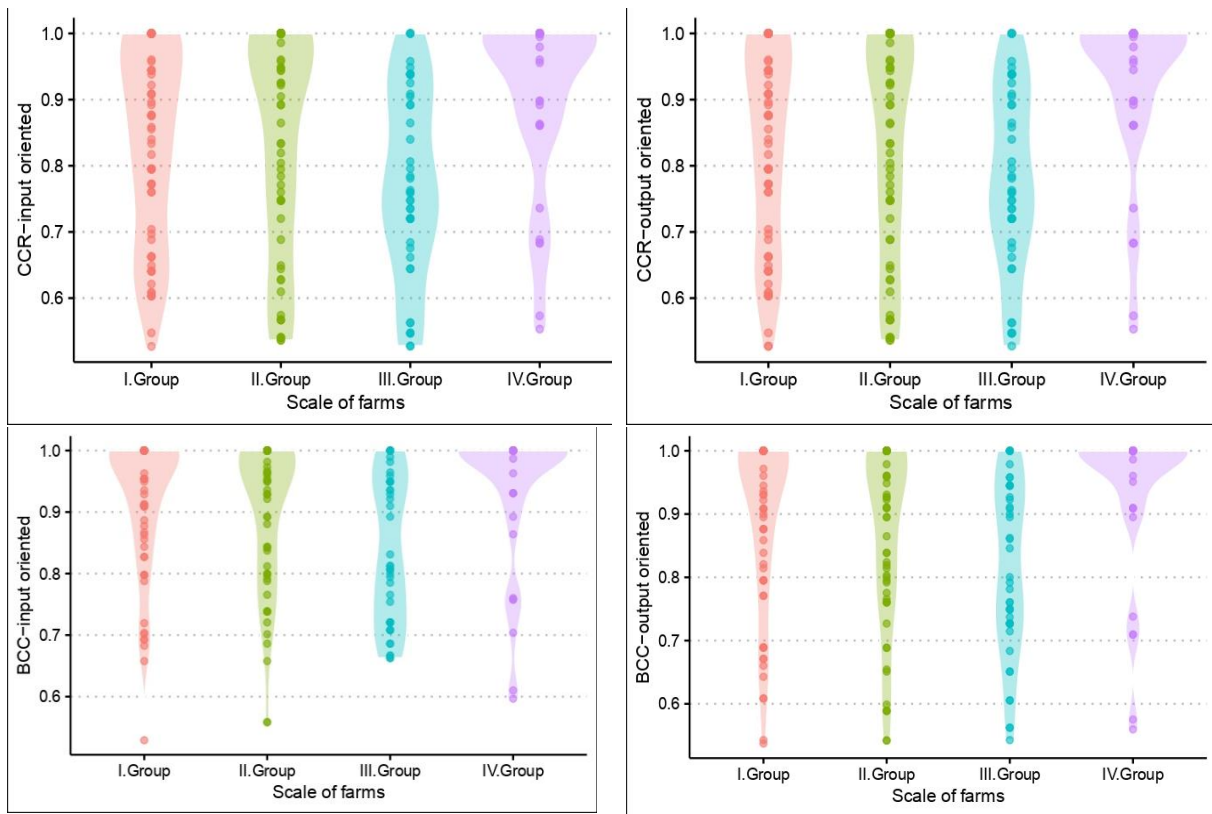 1.0
0.9
0.8
0.7
0.6
CCR−input oriented
I.Group II.Group III.Group IV.Group
Scale of farms
1.0
0.9
0.8
0.7
0.6
CCR−output oriented
I.Group II.Group III.Group IV.Group
Scale of farms
1.0
0.9
0.8
0.7
0.6
BCC−input oriented
I.Group II.Group III.Group IV.Group
Scale of farms
1.0
0.9
0.8
0.7
0.6
BCC−output oriented
I.Group II.Group III.Group IV.Group
Scale of farms